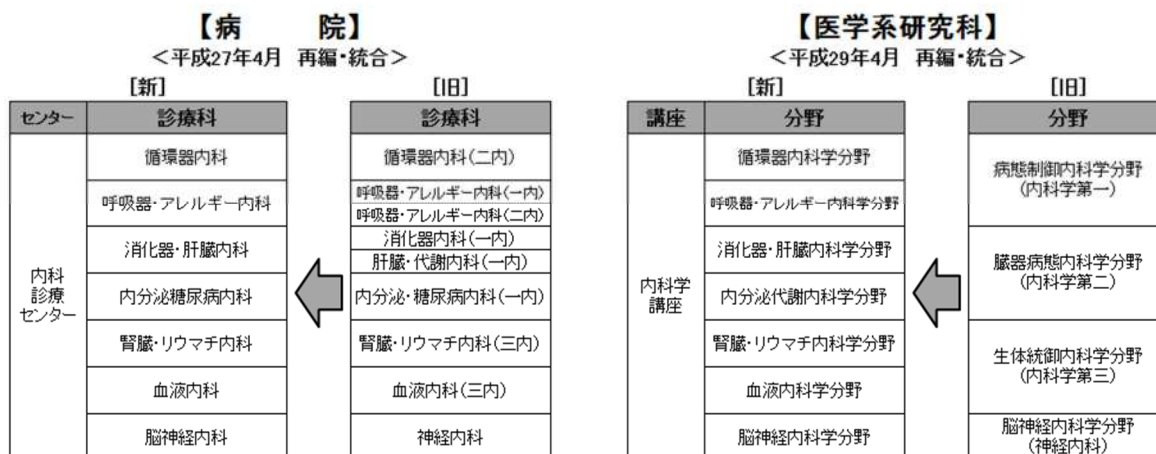 【病　院】
＜平成27年4月　再編・統合＞
[新]
[旧]
センター
診療科
診療科
内科
診療
センター
循環器内科
循環器内科(二内)
呼吸器・アレルギー内科
呼吸器・アレルギー内科(一内)
呼吸器・アレルギー内科(二内)
消化器・肝臓内科
消化器内科(一内)
肝臓・代謝内科(一内)
内分泌糖尿病内科
内分泌・糖尿病内科(一内)
腎臓・リウマチ内科
腎臓・リウマチ内科(三内)
血液内科
血液内科(三内)
脳神経内科
神経内科
【医学系研究科】
＜平成29年4月　再編・統合＞
[新]
[旧]
講座
分野
分野
内科学
講座
循環器内科学分野
呼吸器・アレルギー内科学分野
消化器・肝臓内科学分野
内分泌代謝内科学分野
腎臓・リウマチ内科学分野
血液内科学分野
脳神経内科学分野
病態制御内科学分野
(内科学第一)
臓器病態内科学分野
(内科学第二)
生体統御内科学分野
(内科学第三)
脳神経内科学分野
(神経内科)